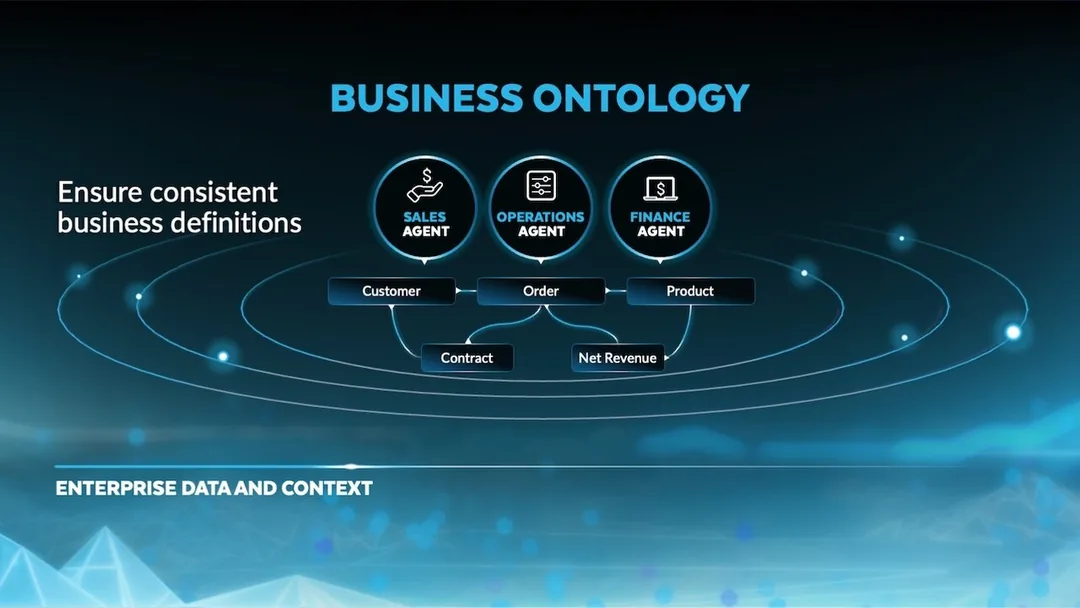 BUSINESS ONTOLOGY
Ensure consistent
business definitions
$
SALES
AGENT
OPERATIONS
AGENT
$
FINANCE
AGENT
Customer
Order
Product
Contract
Net Revenue
ENTERPRISE DATA AND CONTEXT